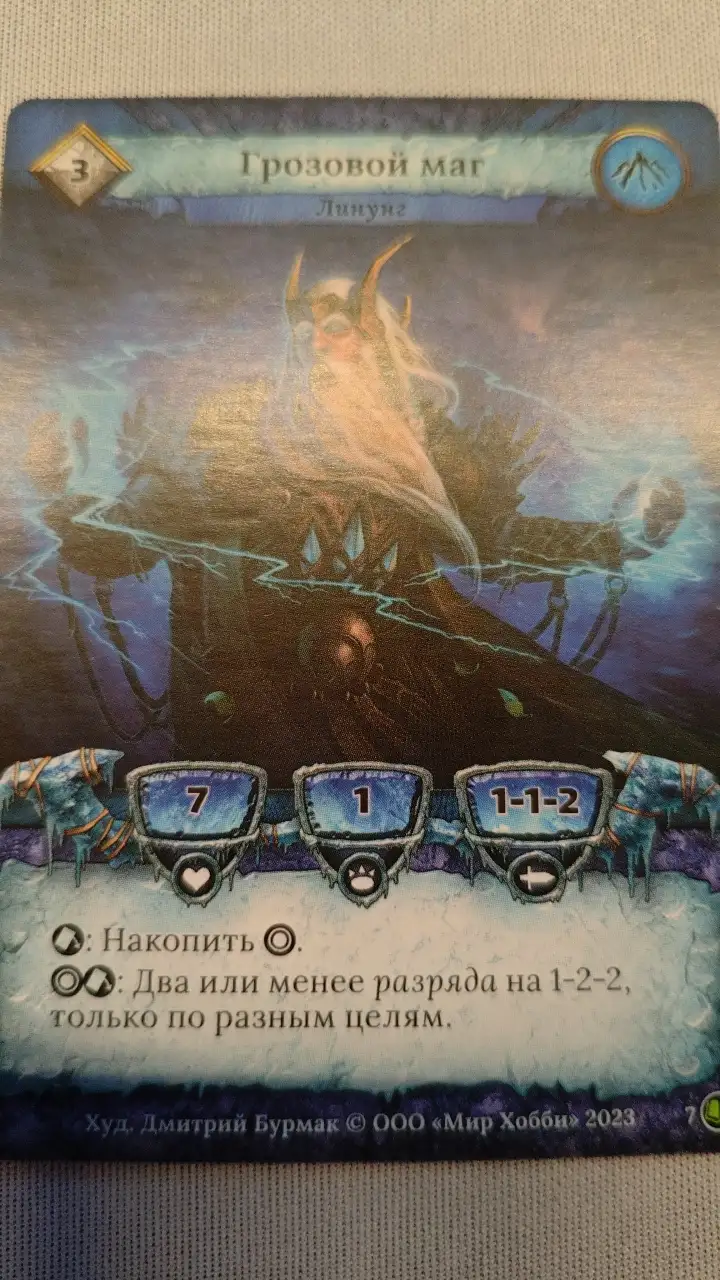 3
Грозовой маг
Линунг
7 1 1-1-2
: Накопить .
: Два или менее разряда на 1-2-2,
только по разным целям.
Худ. Дмитрий Бурмак © ООО «Мир Хобби» 2023 7